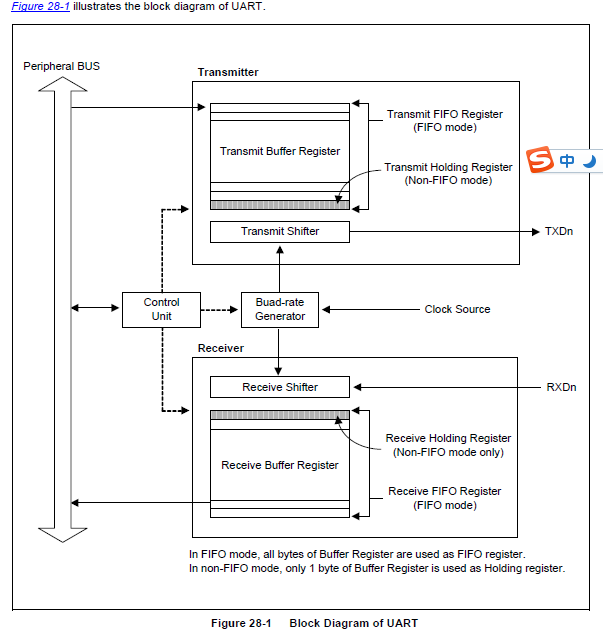 Figure 28-1 illustrates the block diagram of UART.
Peripheral BUS
Transmitter
Transmit FIFO Register
(FIFO mode)
Transmit Buffer Register
Transmit Holding Register
(Non-FIFO mode)
S 中
Transmit Shifter
TXDn
Control
Unit
Buad-rate
Generator
Clock Source
Receiver
Receive Shifter
RXDn
Receive Holding Register
(Non-FIFO mode only)
Receive Buffer Register
Receive FIFO Register
(FIFO mode)
In FIFO mode, all bytes of Buffer Register are used as FIFO register.
In non-FIFO mode, only 1 byte of Buffer Register is used as Holding register.
Figure 28-1 Block Diagram of UART